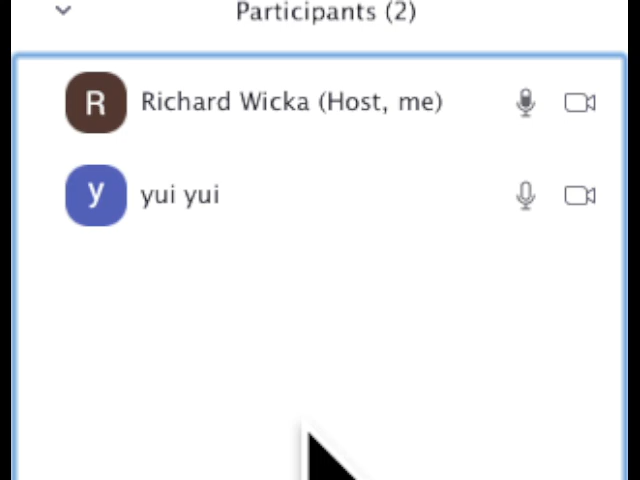 Participants (2)
R Richard Wicka (Host, me)
y yui yui